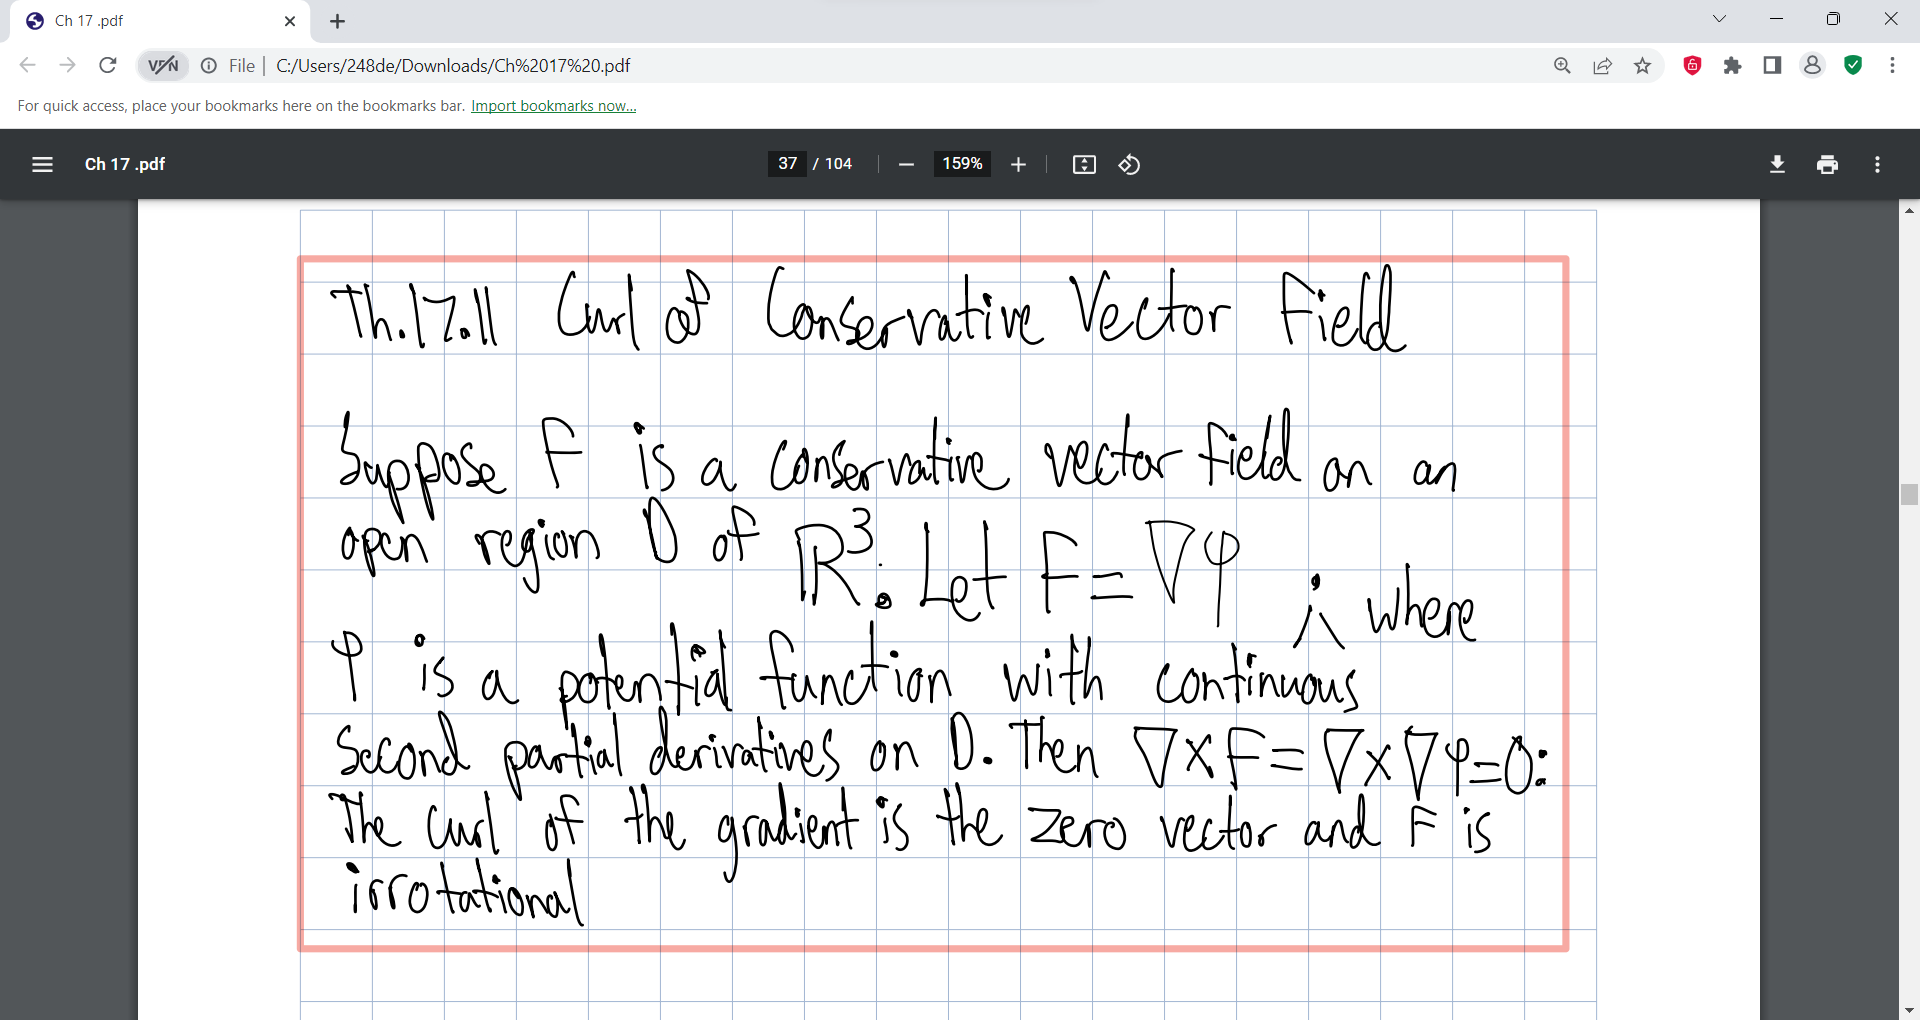 Ch 17 .pdf
VPN File C:/Users/248de/Downloads/Ch%2017%20.pdf
For quick access, place your bookmarks here on the bookmarks bar. Import bookmarks now...
Ch 17 .pdf 37 / 104 159%
Th.17.11 Curl of Conservative Vector Field
Suppose F is a conservative vector field on an
open region D of ℝ³. Let F = ∇φ , where
φ is a potential function with continuous
Second partial derivatives on D. Then ∇×F = ∇×∇φ = 0:
The Curl of the gradient is the zero vector and F is
irrotational